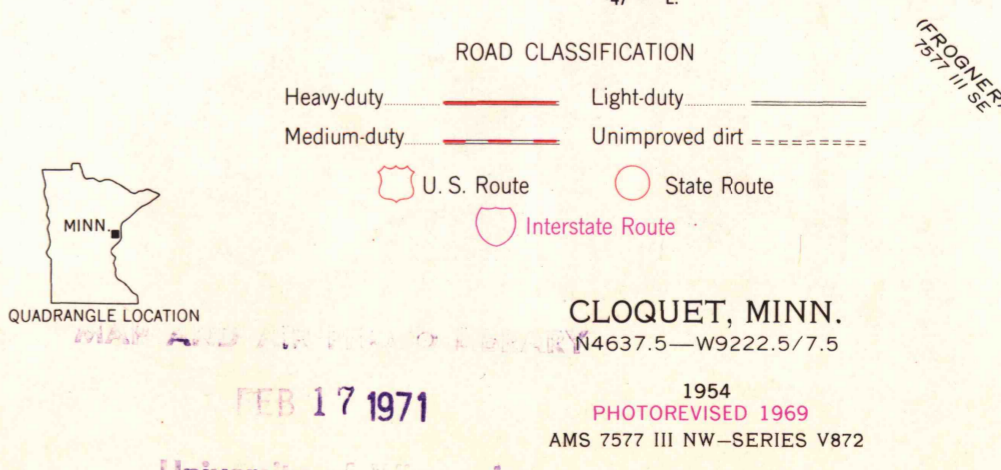 ROAD CLASSIFICATION
Heavy-duty
Light-duty
Medium-duty
Unimproved dirt
U. S. Route
State Route
Interstate Route
(FROGNER)
7577 III SE
MINN.
QUADRANGLE LOCATION
CLOQUET, MINN.
N4637.5—W9222.5/7.5
1954
PHOTOREVISED 1969
AMS 7577 III NW—SERIES V872
MAP AND
FEB 17 1971